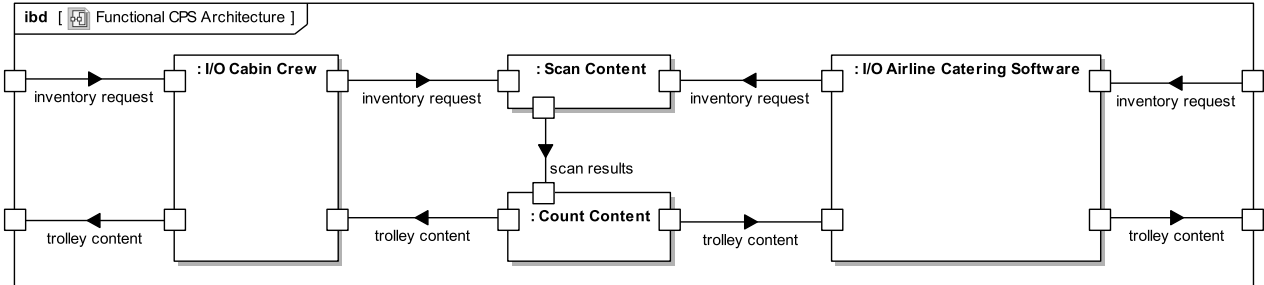 ibd [ Functional CPS Architecture ]
: I/O Cabin Crew
: Scan Content
: I/O Airline Catering Software
inventory request
inventory request
inventory request
inventory request
scan results
: Count Content
trolley content
trolley content
trolley content
trolley content